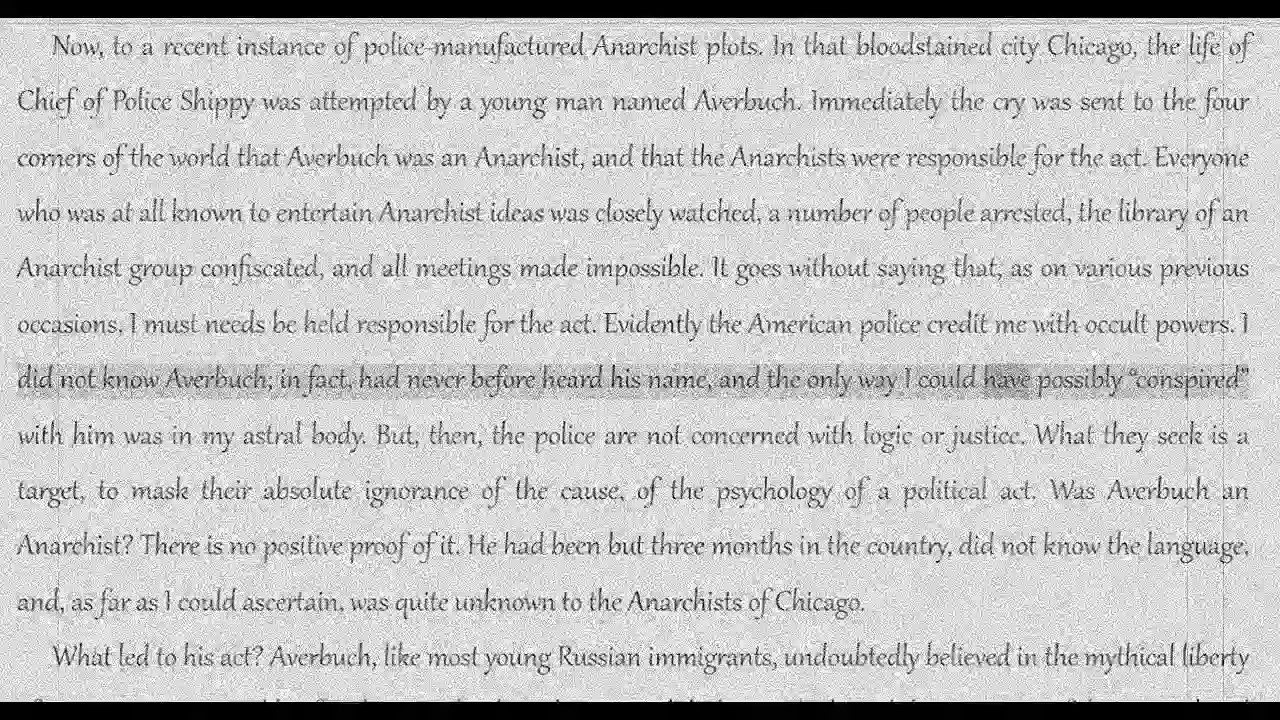 Now, to a recent instance of police-manufactured Anarchist plots. In that bloodstained city Chicago, the life of
Chief of Police Shippy was attempted by a young man named Averbuch. Immediately the cry was sent to the four
corners of the world that Averbuch was an Anarchist, and that the Anarchists were responsible for the act. Everyone
who was at all known to entertain Anarchist ideas was closely watched, a number of people arrested, the library of an
Anarchist group confiscated, and all meetings made impossible. It goes without saying that, as on various previous
occasions, I must needs be held responsible for the act. Evidently the American police credit me with occult powers. I
did not know Averbuch; in fact, had never before heard his name, and the only way I could have possibly “conspired”
with him was in my astral body. But, then, the police are not concerned with logic or justice. What they seek is a
target, to mask their absolute ignorance of the cause, of the psychology of a political act. Was Averbuch an
Anarchist? There is no positive proof of it. He had been but three months in the country, did not know the language,
and, as far as I could ascertain, was quite unknown to the Anarchists of Chicago.
What led to his act? Averbuch, like most young Russian immigrants, undoubtedly believed in the mythical liberty